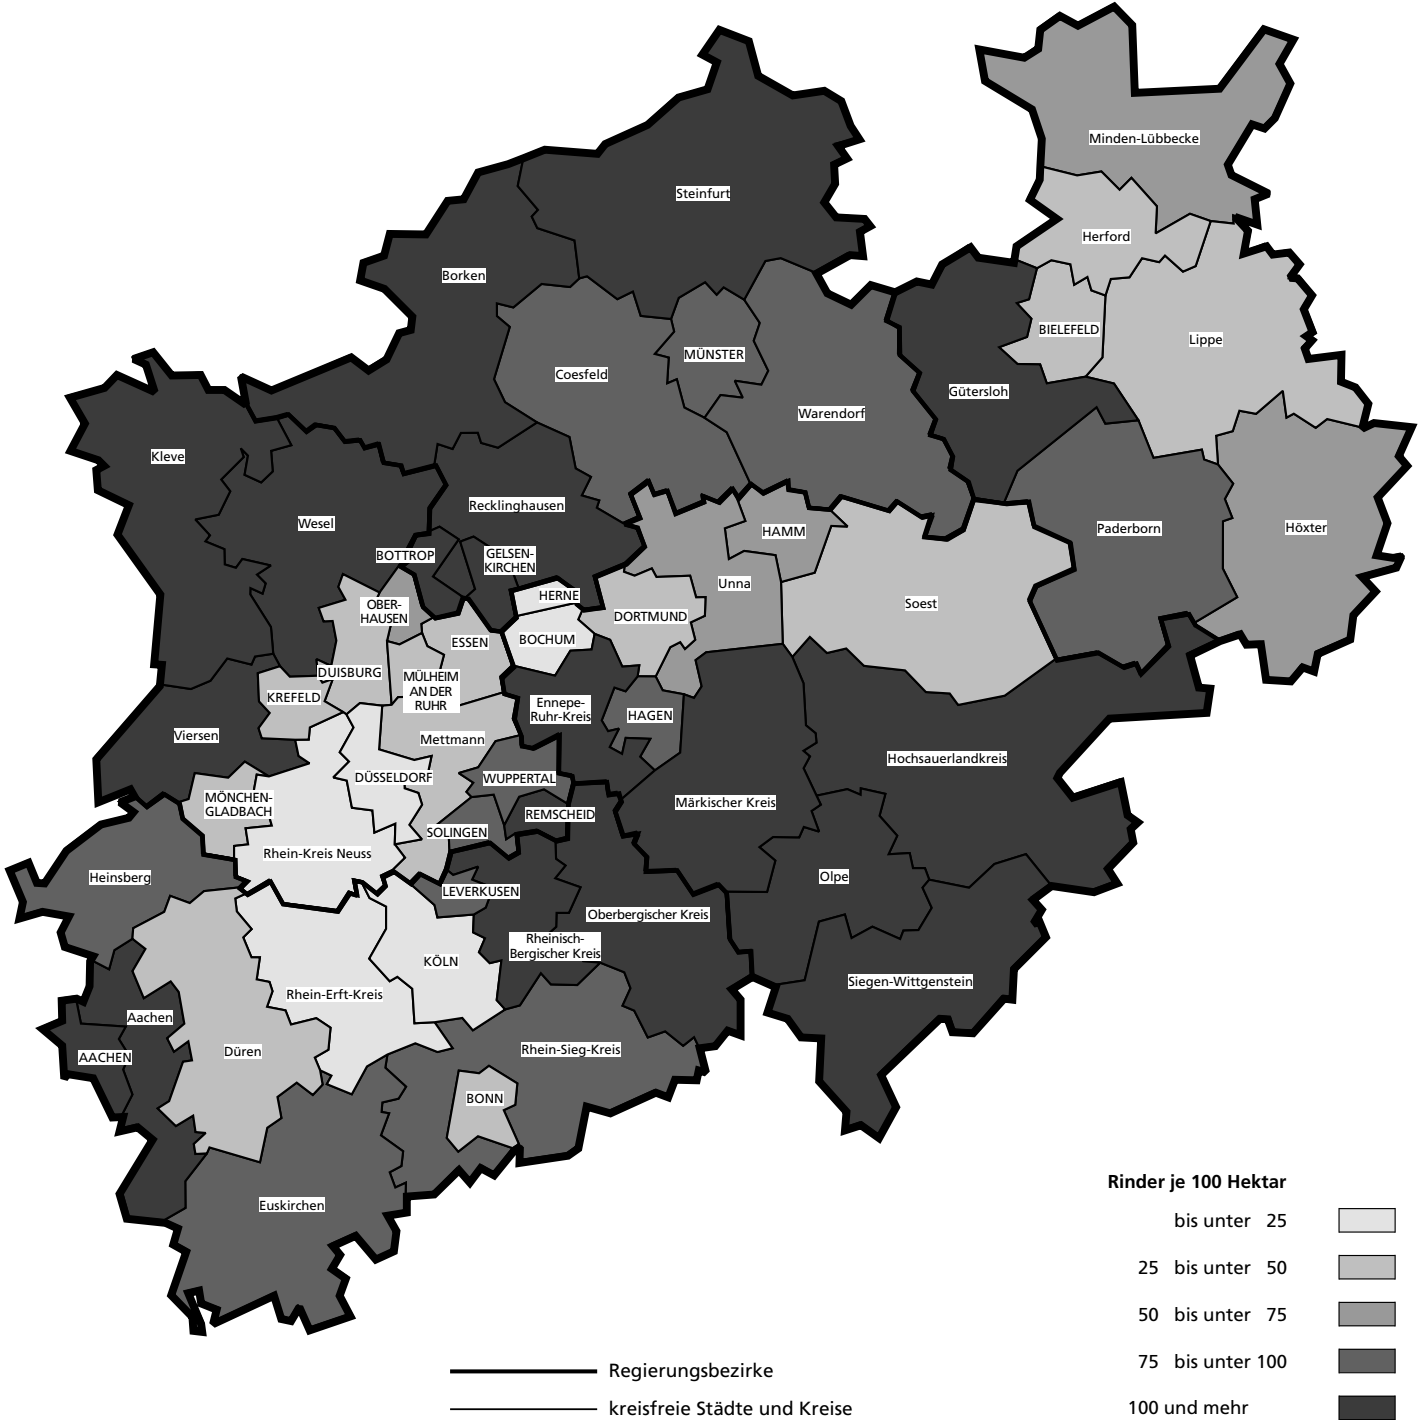 Minden-Lübbecke
Steinfurt
Herford
Borken
BIELEFELD
Lippe
MÜNSTER
Coesfeld
Gütersloh
Warendorf
Kleve
Recklinghausen
Wesel
HAMM
Paderborn
Höxter
BOTTROP
GELSEN-
KIRCHEN
Unna
HERNE
Soest
OBER-
HAUSEN
DORTMUND
ESSEN
BOCHUM
DUISBURG
MÜLHEIM
AN DER
RUHR
KREFELD
Ennepe-
Ruhr-Kreis
HAGEN
Viersen
Mettmann
Hochsauerlandkreis
DÜSSELDORF
WUPPERTAL
MÖNCHEN-
GLADBACH
Märkischer Kreis
REMSCHEID
SOLINGEN
Rhein-Kreis Neuss
Heinsberg
Olpe
LEVERKUSEN
Oberbergischer Kreis
Rheinisch-
Bergischer Kreis
KÖLN
Siegen-Wittgenstein
Rhein-Erft-Kreis
Aachen
Düren
Rhein-Sieg-Kreis
AACHEN
BONN
Euskirchen
Rinder je 100 Hektar
bis unter 25
25 bis unter 50
50 bis unter 75
75 bis unter 100
100 und mehr
Regierungsbezirke
kreisfreie Städte und Kreise